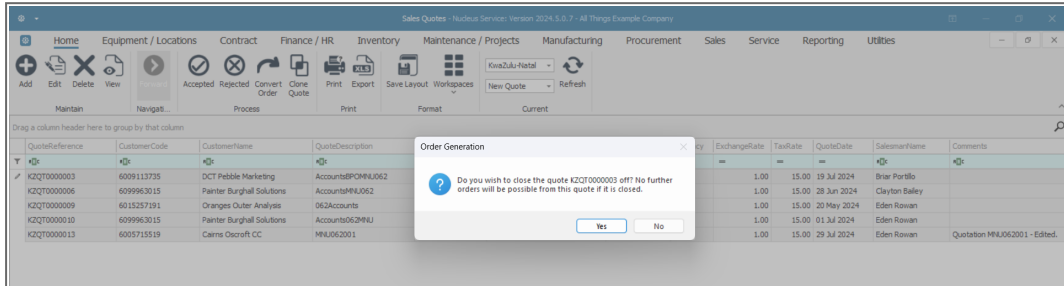 Sales Quotes - Nucleus Service: Version 2024.5.0.7 - All Things Example Company
Home Equipment / Locations Contract Finance / HR Inventory Maintenance / Projects Manufacturing Procurement Sales Service Reporting Utilities
Add Edit Delete View Forward Accepted Rejected Convert Order Clone Quote Print Export Save Layout Workspaces KwaZulu-Natal New Quote Refresh
Maintain Navigati... Process Print Format Current
Drag a column header here to group by that column
QuoteReference CustomerCode CustomerName QuoteDescription ExchangeRate TaxRate QuoteDate SalesmanName Comments
KZQT0000003 6009113735 DCT Pebble Marketing AccountsBPOMNU062 1.00 15.00 19 Jul 2024 Briar Portillo
KZQT0000006 6099963015 Painter Burghall Solutions AccountsMNU062 1.00 15.00 28 Jun 2024 Clayton Bailey
KZQT0000009 6015257191 Oranges Outer Analysis 062Accounts 1.00 15.00 20 May 2024 Eden Rowan
KZQT0000010 6099963015 Painter Burghall Solutions Accounts062MNU 1.00 15.00 01 Jul 2024 Eden Rowan
KZQT0000013 6005715519 Cairns Oscroft CC MNU062001 1.00 15.00 29 Jul 2024 Eden Rowan Quotation MNU062001 - Edited.
Order Generation
Do you wish to close the quote KZQT0000003 off? No further
orders will be possible from this quote if it is closed.
Yes No